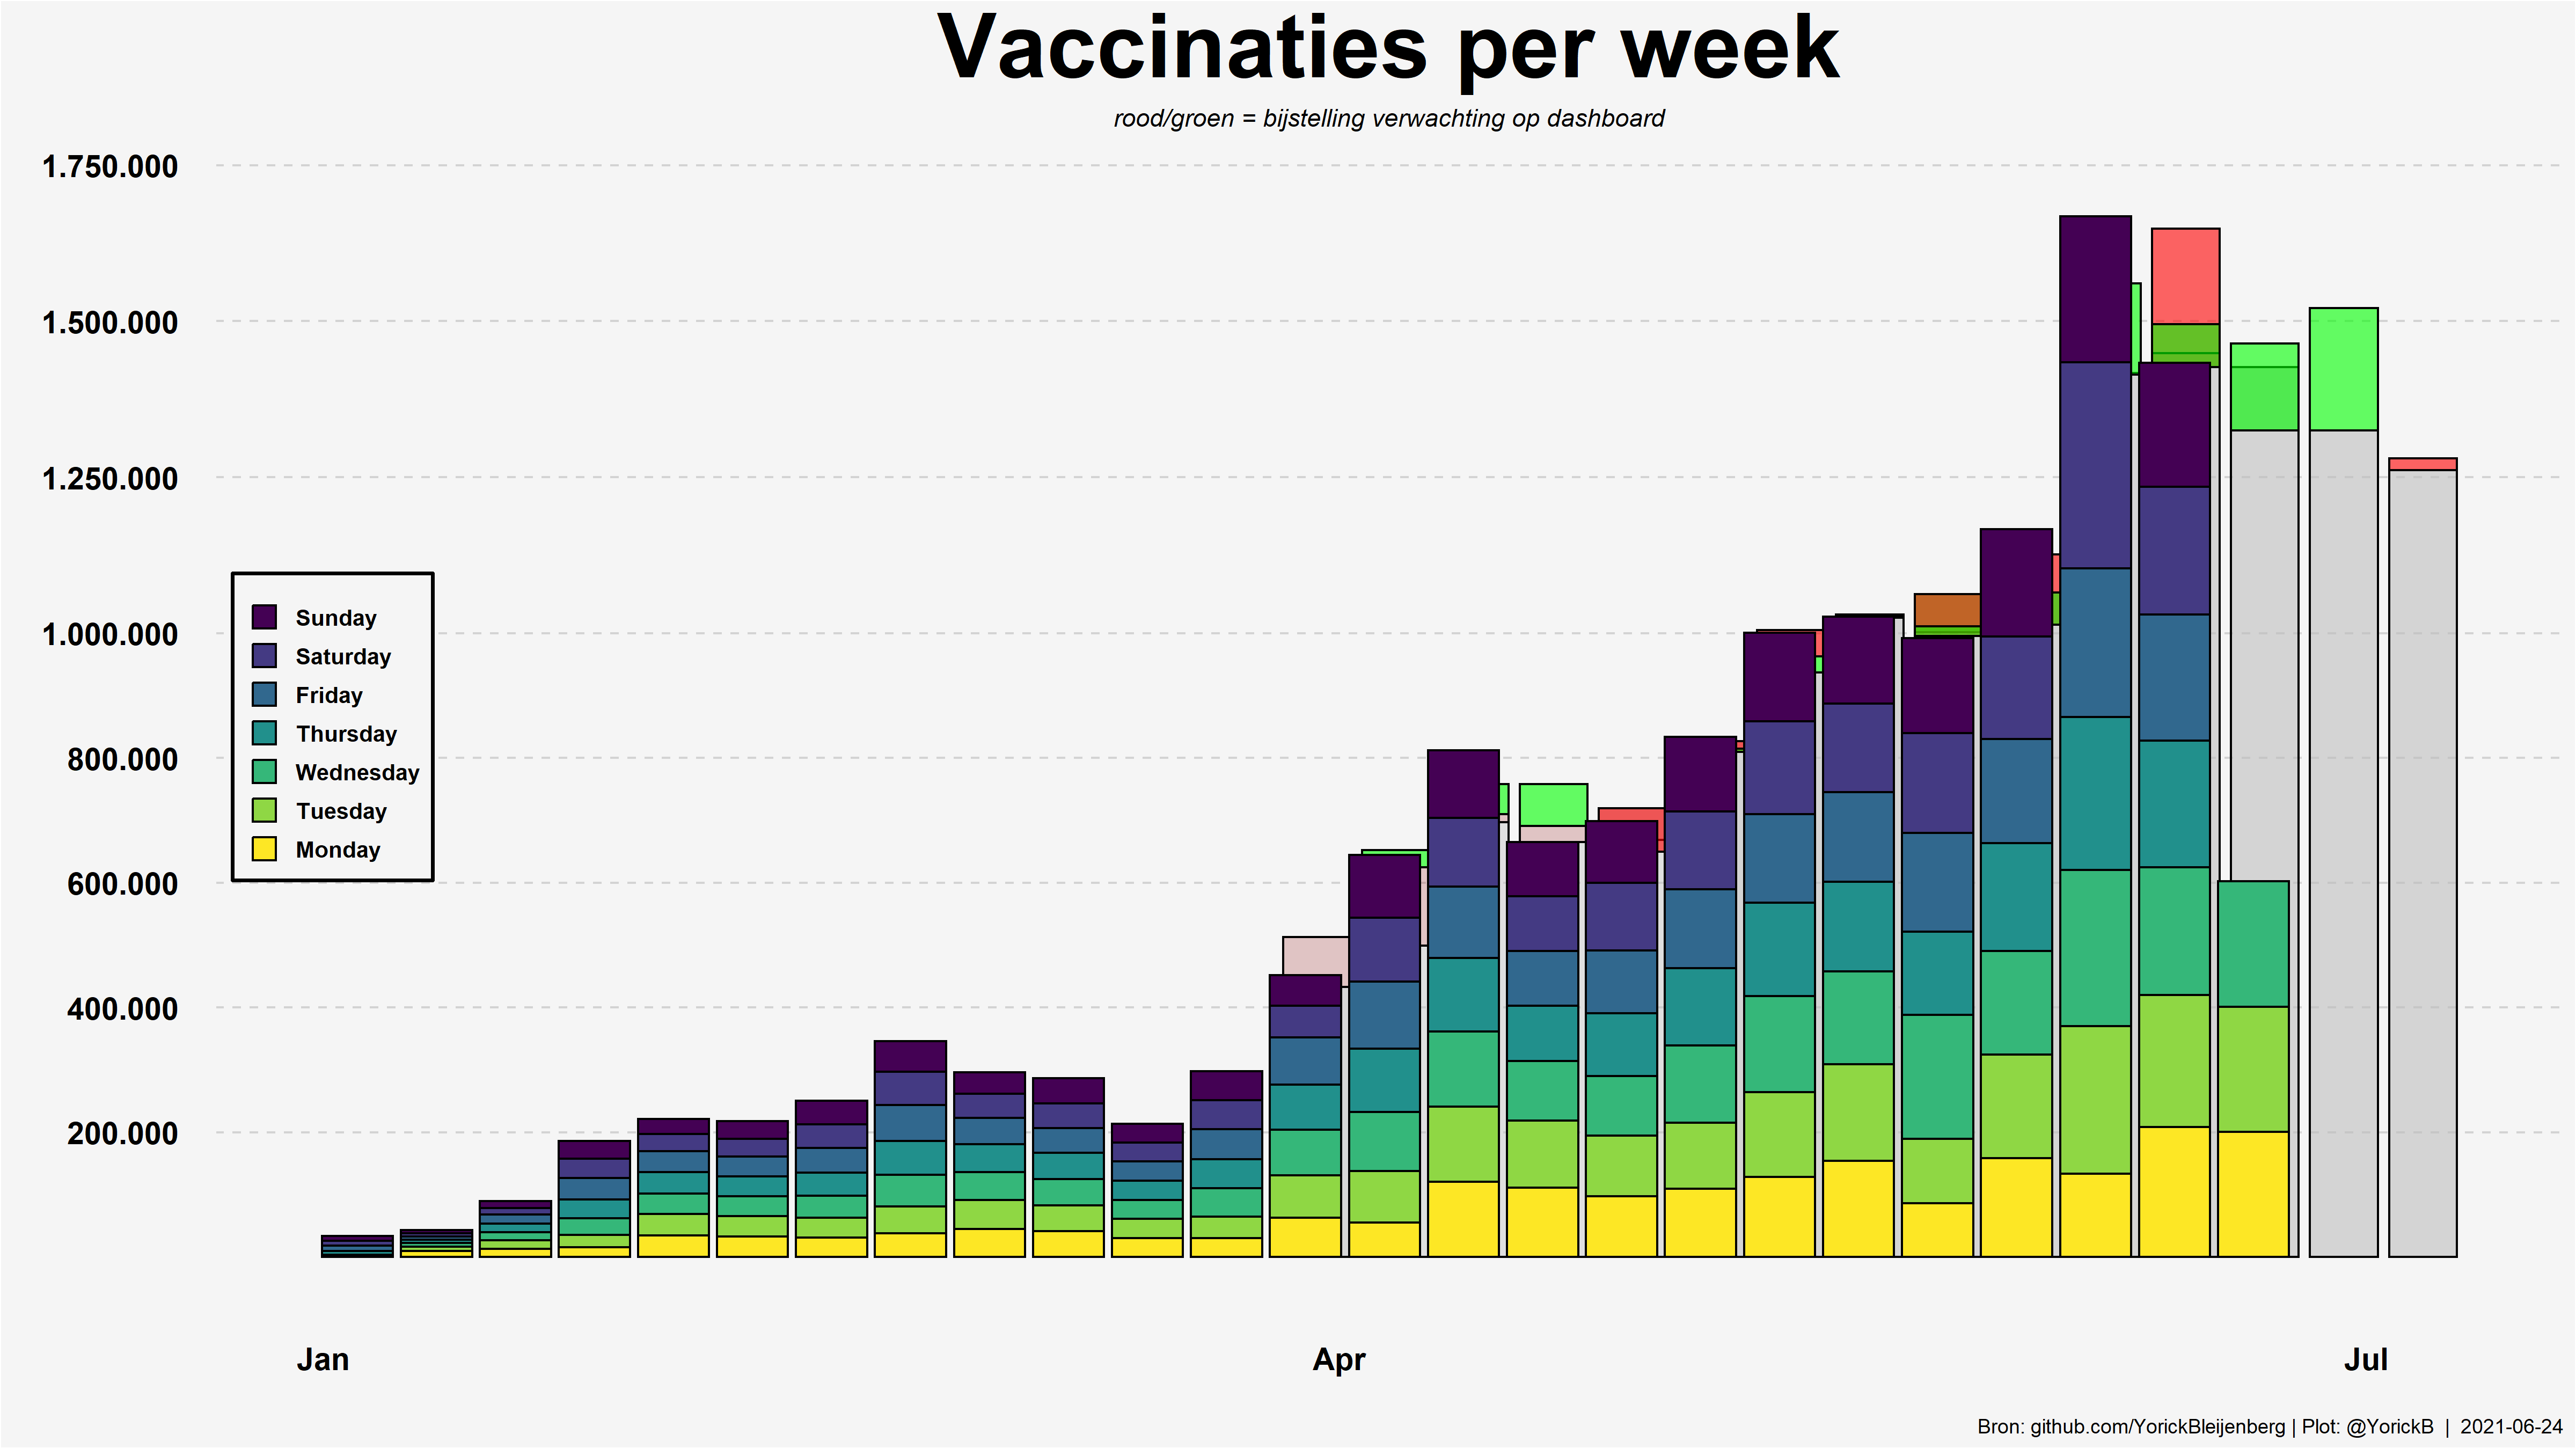 Vaccinaties per week
rood/groen = bijstelling verwachting op dashboard
1.750.000
1.500.000
1.250.000
1.000.000
800.000
600.000
400.000
200.000
Sunday
Saturday
Friday
Thursday
Wednesday
Tuesday
Monday
Jan
Apr
Jul
Bron: github.com/YorickBleijenberg | Plot: @YorickB | 2021-06-24